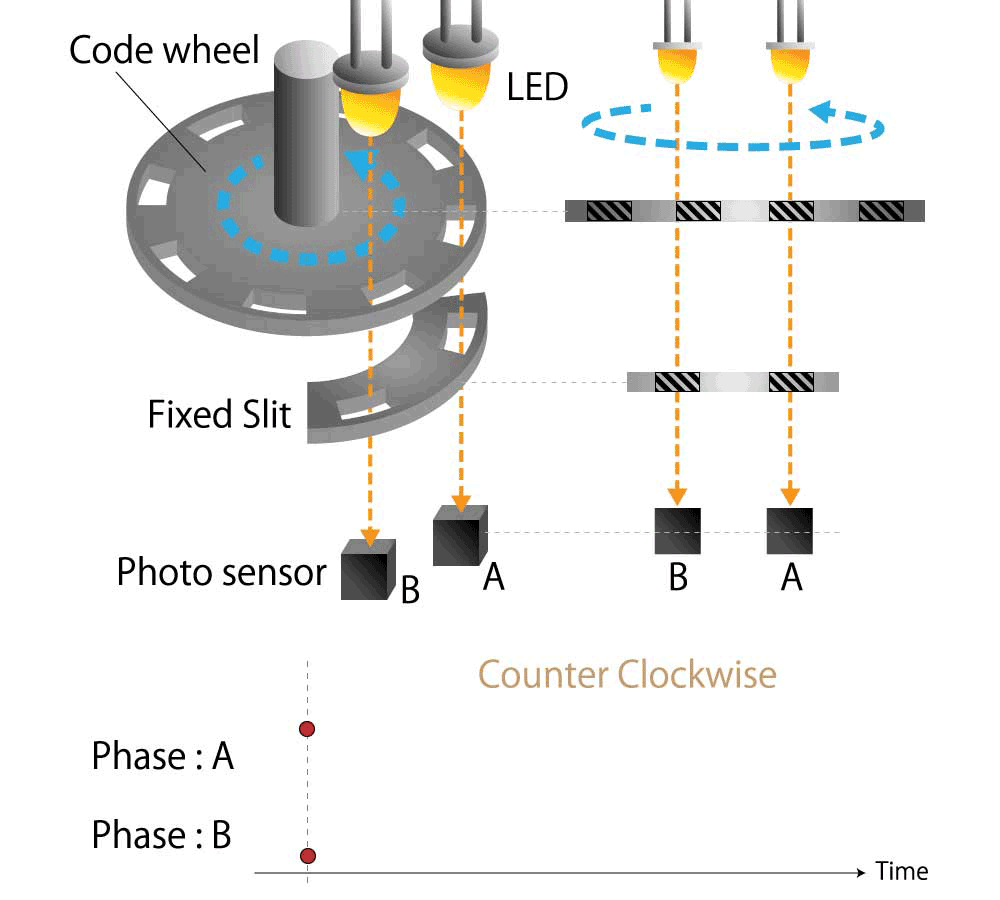 Code wheel
LED
Fixed Slit
Photo sensor
B
A
B
A
Counter Clockwise
Phase : A
Phase : B
Time